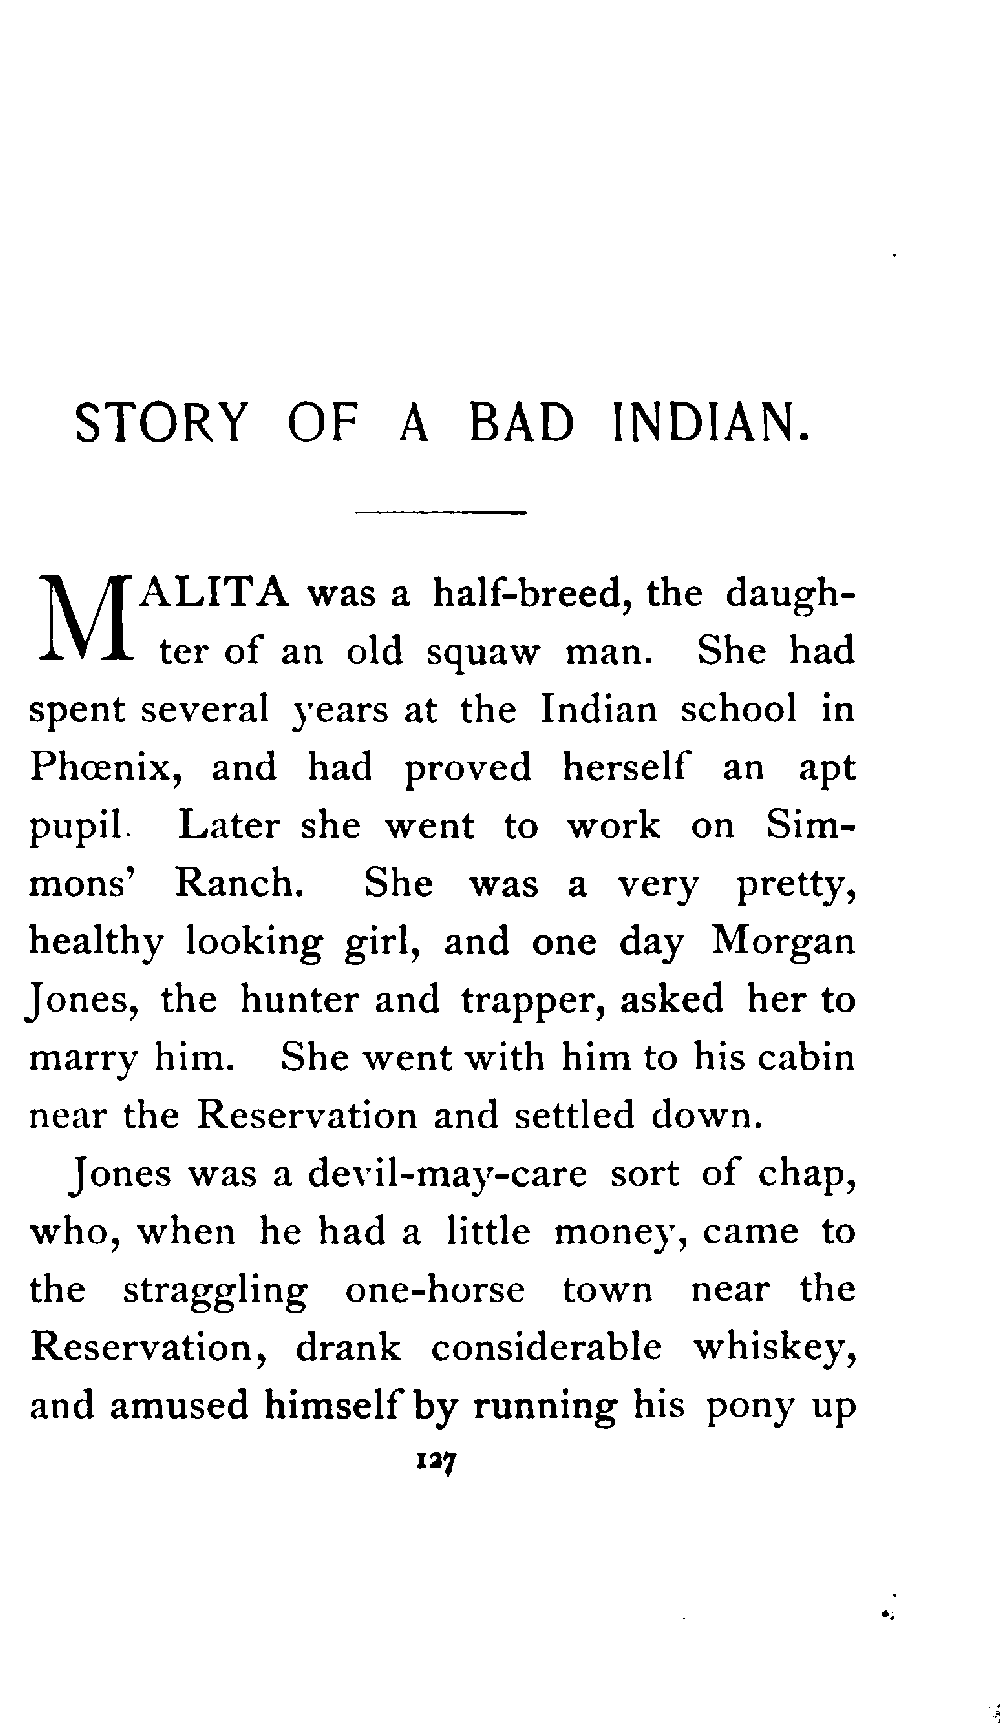 STORY OF A BAD INDIAN.
MALITA was a half-breed, the daugh-
ter of an old squaw man. She had
spent several years at the Indian school in
Phœnix, and had proved herself an apt
pupil. Later she went to work on Sim-
mons' Ranch. She was a very pretty,
healthy looking girl, and one day Morgan
Jones, the hunter and trapper, asked her to
marry him. She went with him to his cabin
near the Reservation and settled down.
Jones was a devil-may-care sort of chap,
who, when he had a little money, came to
the straggling one-horse town near the
Reservation, drank considerable whiskey,
and amused himself by running his pony up
127